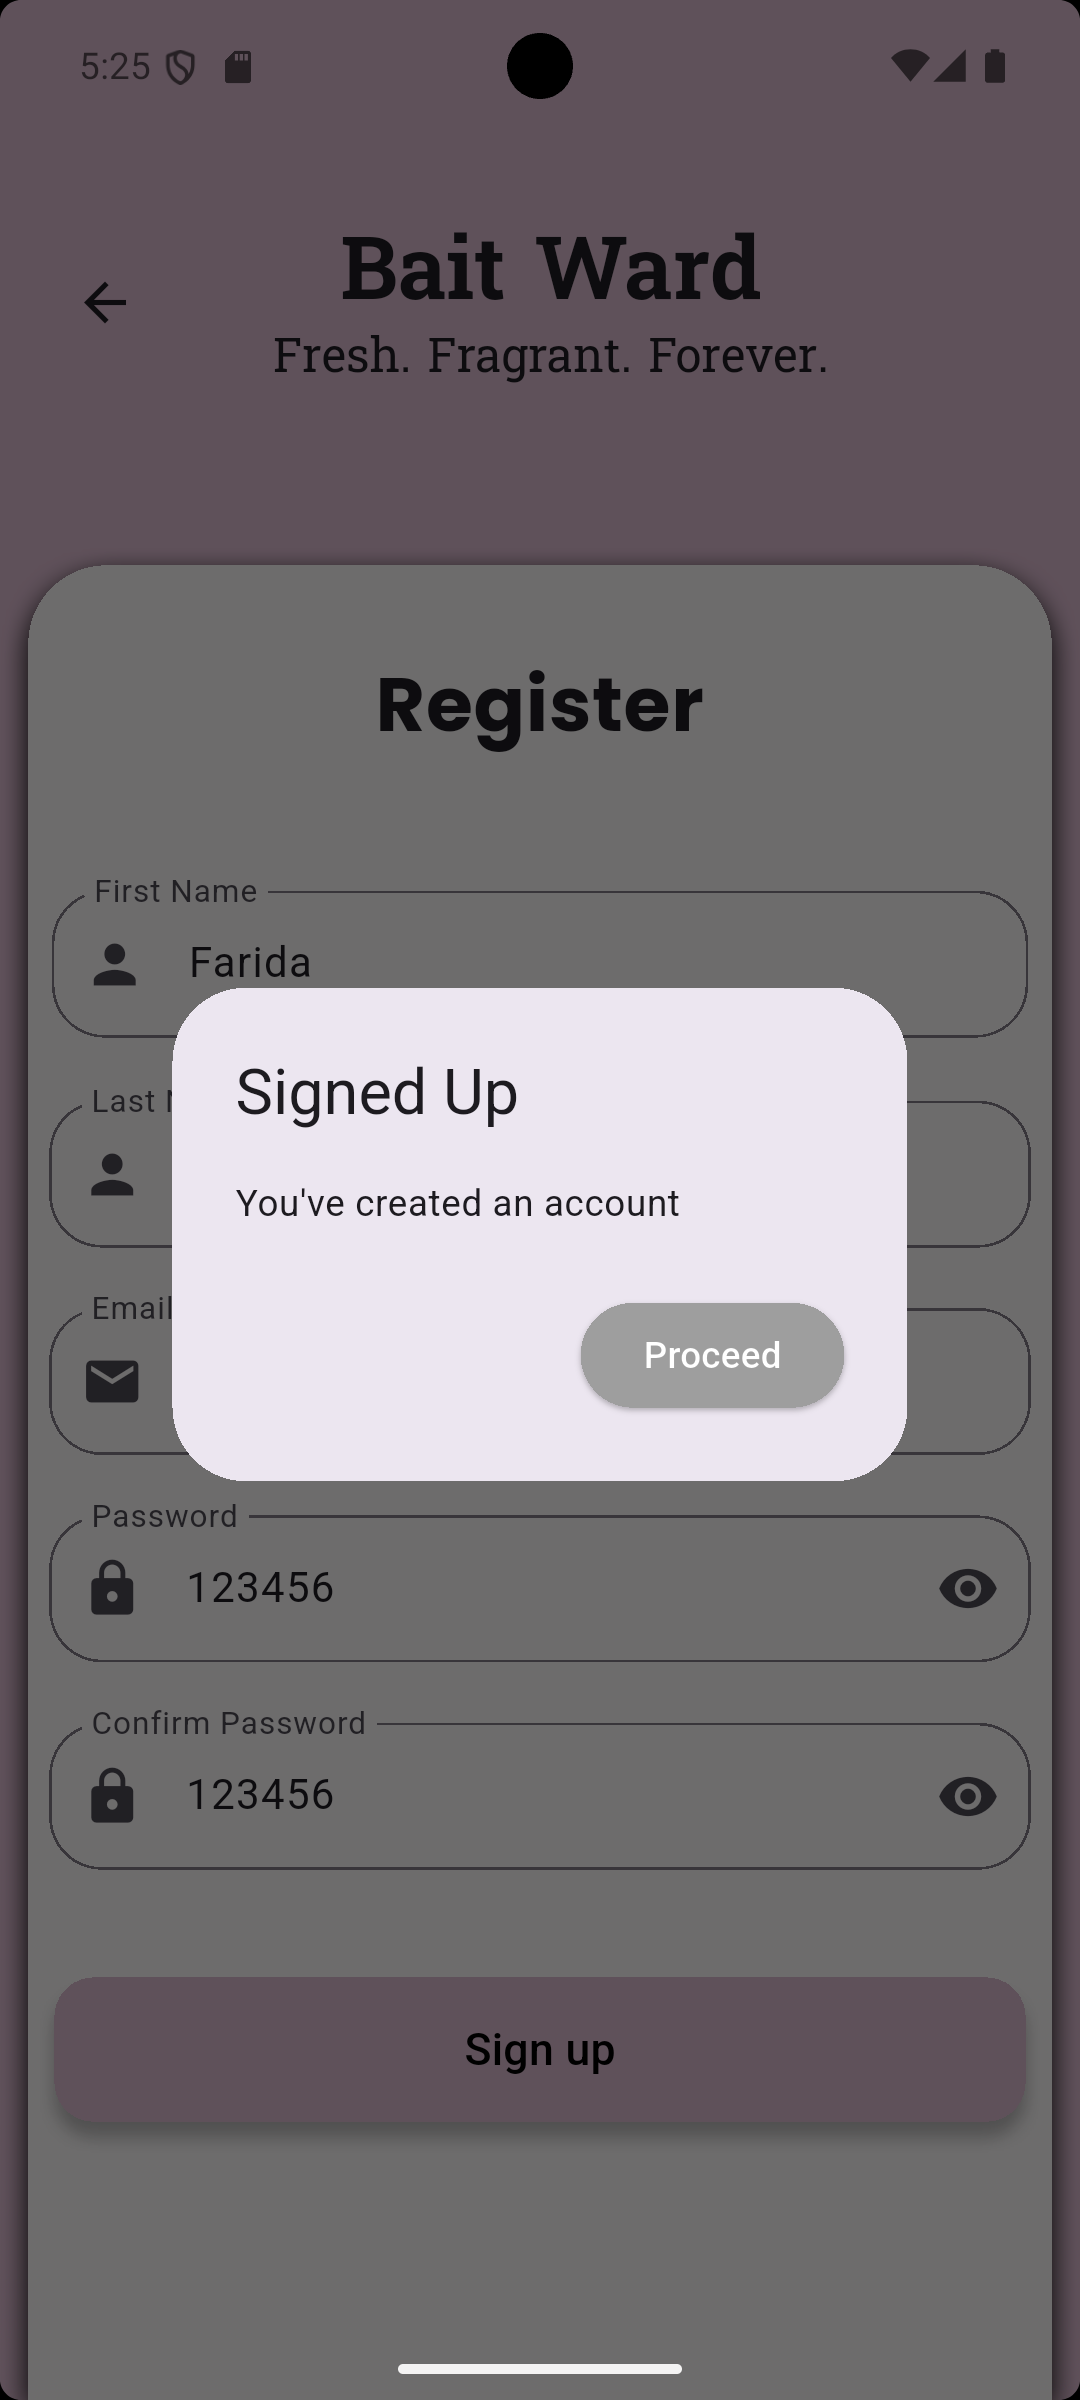 5:25
Bait Ward
Fresh. Fragrant. Forever.
Register
First Name
Farida
Last
Signed Up
You've created an account
Email
Proceed
Password
123456
Confirm Password
123456
Sign up